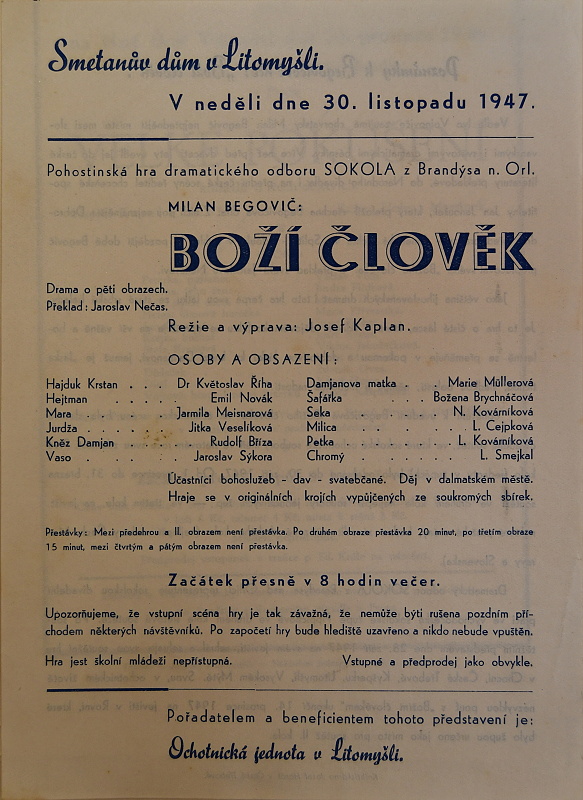 Smetanův dům v Litomyšli.
V neděli dne 30. listopadu 1947.
Pohostinská hra dramatického odboru SOKOLA z Brandýsa n. Orl.
MILAN BEGOVIČ:
BOŽÍ ČLOVĚK
Drama o pěti obrazech.
Překlad: Jaroslav Nečas.
Režie a výprava: Josef Kaplan.
OSOBY A OBSAZENÍ:
Hajduk Krstan . . . Dr Květoslav Říha
Hejtman . . . . . Emil Novák
Mara . . . . . Jarmila Meisnarová
Jurdža . . . . . Jitka Veselíková
Kněz Damjan . . . . . Rudolf Bříza
Vaso . . . . . . Jaroslav Sýkora
Damjanova matka . . Marie Müllerová
Šafářka . . . Božena Brychnáčová
Seka . . . . N. Kovárníková
Milica . . . . . L. Cejpková
Petka . . . . . . L. Kovárníková
Chromý . . . . . L. Smejkal
Účastníci bohoslužeb - dav - svatebčané. Děj v dalmatském městě.
Hraje se v originálních krojích vypůjčených ze soukromých sbírek.
Přestávky: Mezi předehrou a II. obrazem není přestávka. Po druhém obraze přestávka 20 minut, po třetím obraze
15 minut, mezi čtvrtým a pátým obrazem není přestávka.
Začátek přesně v 8 hodin večer.
Upozorňujeme, že vstupní scéna hry je tak závažná, že nemůže býti rušena pozdním pří-
chodem některých návštěvníků. Po započetí hry bude hlediště uzavřeno a nikdo nebude vpuštěn.
Hra jest školní mládeži nepřístupná. Vstupné a předprodej jako obvykle.
Pořadatelem a beneficientem tohoto představení je:
Ochotnická jednota v Litomyšli.